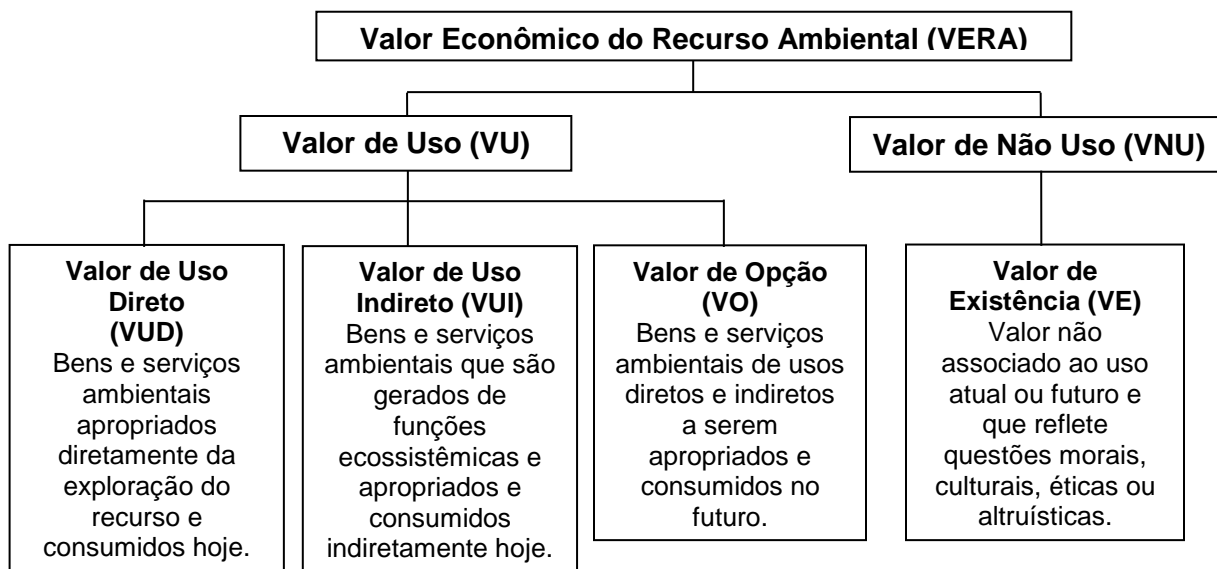 Valor Econômico do Recurso Ambiental (VERA)
Valor de Uso (VU)
Valor de Não Uso (VNU)
Valor de Uso
Direto
(VUD)
Bens e serviços
ambientais
apropriados
diretamente da
exploração do
recurso e
consumidos hoje.
Valor de Uso
Indireto (VUI)
Bens e serviços
ambientais que são
gerados de
funções
ecossistêmicas e
apropriados e
consumidos
indiretamente hoje.
Valor de Opção
(VO)
Bens e serviços
ambientais de usos
diretos e indiretos
a serem
apropriados e
consumidos no
futuro.
Valor de
Existência (VE)
Valor não
associado ao uso
atual ou futuro e
que reflete
questões morais,
culturais, éticas ou
altruísticas.